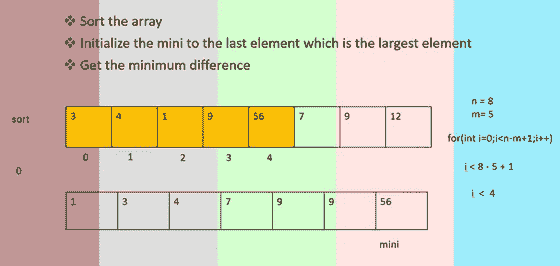 ❖ Sort the array
❖ Initialize the mini to the last element which is the largest element
❖ Get the minimum difference
n = 8
m= 5
sort
3 4 1 9 56 7 9 12
for(int i=0;i<n-m+1;i++)
0 1 2 3 4
0
i < 8 - 5 + 1
i < 4
1 3 4 7 9 9 56
mini